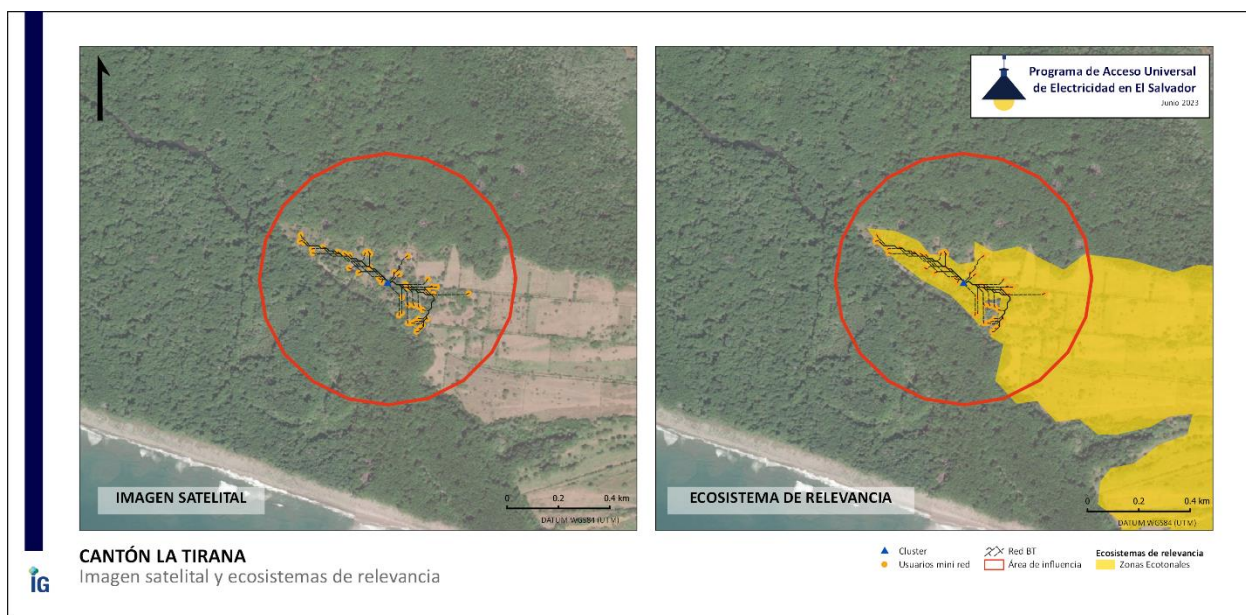 Programa de Acceso Universal
de Electricidad en El Salvador
Junio 2023
IMAGEN SATELITAL
0 0.2 0.4 km
DATUM WGS84 (UTM)
ECOSISTEMA DE RELEVANCIA
0 0.2 0.4 km
DATUM WGS84 (UTM)
CANTÓN LA TIRANA
Imagen satelital y ecosistemas de relevancia
Cluster
Usuarios mini red
Red BT
Área de influencia
Ecosistemas de relevancia
Zonas Ecotonales
iG